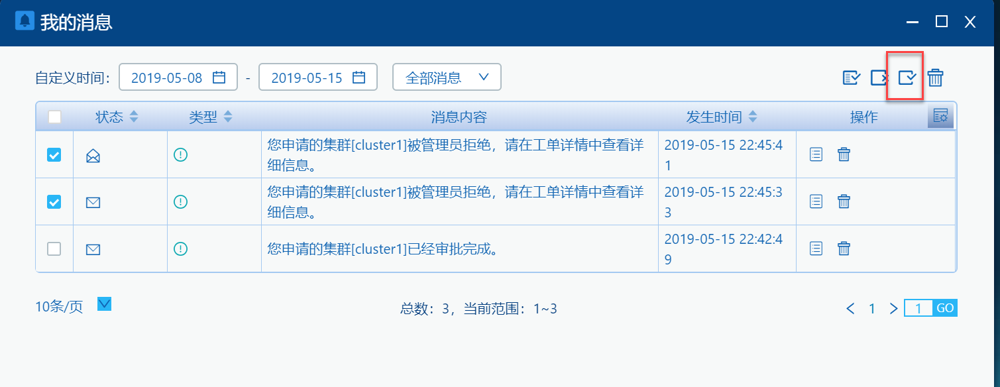 我的消息
自定义时间： 2019-05-08 - 2019-05-15 全部消息
状态 类型 消息内容 发生时间 操作
您申请的集群[cluster1]被管理员拒绝，请在工单详情中查看详
细信息。
2019-05-15 22:45:4
1
您申请的集群[cluster1]被管理员拒绝，请在工单详情中查看详
细信息。
2019-05-15 22:45:3
3
您申请的集群[cluster1]已经审批完成。
2019-05-15 22:42:4
9
10条/页 总数：3，当前范围：1~3 < 1 > 1 GO